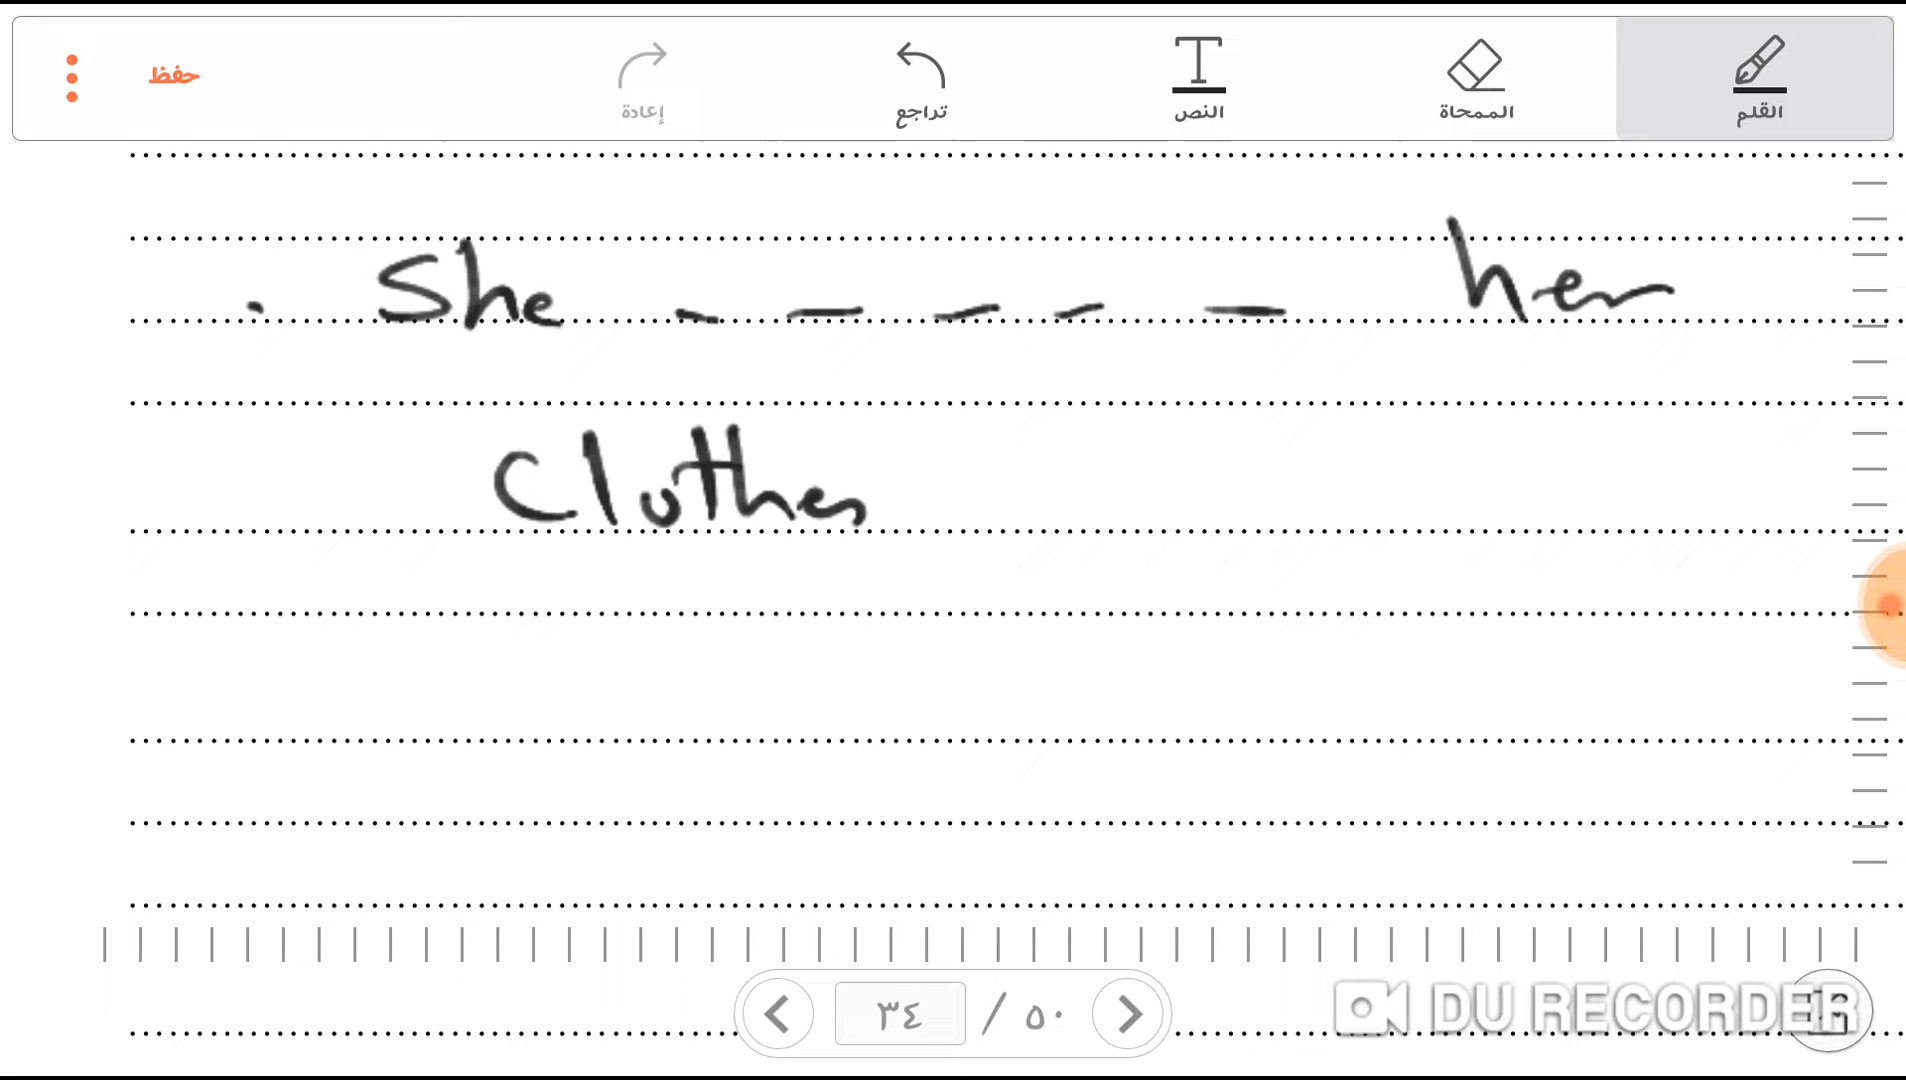 حفظ إعادة تراجع النص الممحاة القلم
. She - - - - - her
Clothes
٣٤ / ٥٠
DU RECORDER